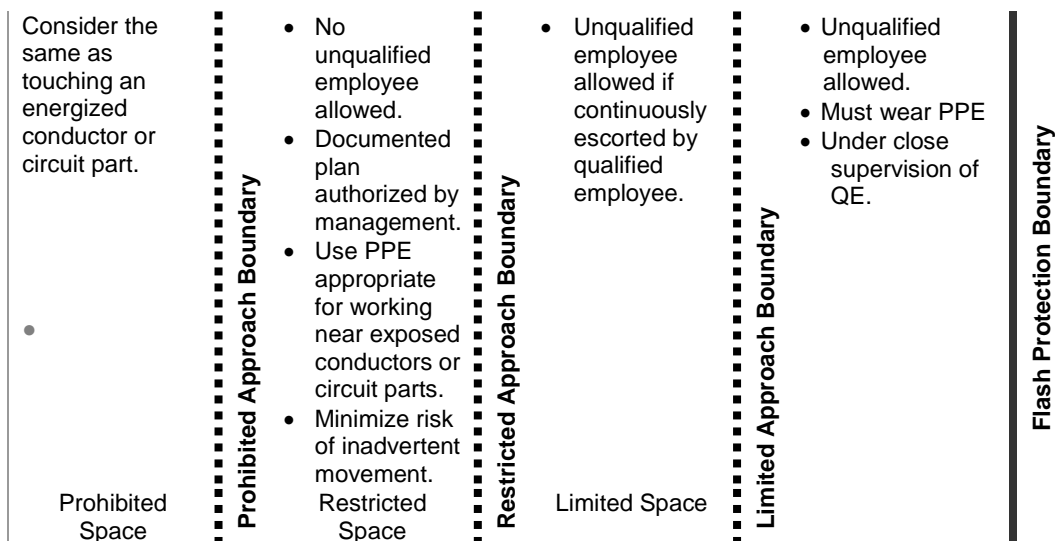 Consider the
same as
touching an
energized
conductor or
circuit part.
Prohibited
Space
Prohibited Approach Boundary
• No
unqualified
employee
allowed.
• Documented
plan
authorized by
management.
• Use PPE
appropriate
for working
near exposed
conductors or
circuit parts.
• Minimize risk
of inadvertent
movement.
Restricted
Space
Restricted Approach Boundary
• Unqualified
employee
allowed if
continuously
escorted by
qualified
employee.
Limited Space
Limited Approach Boundary
• Unqualified
employee
allowed.
• Must wear PPE
• Under close
supervision of
QE.
Flash Protection Boundary